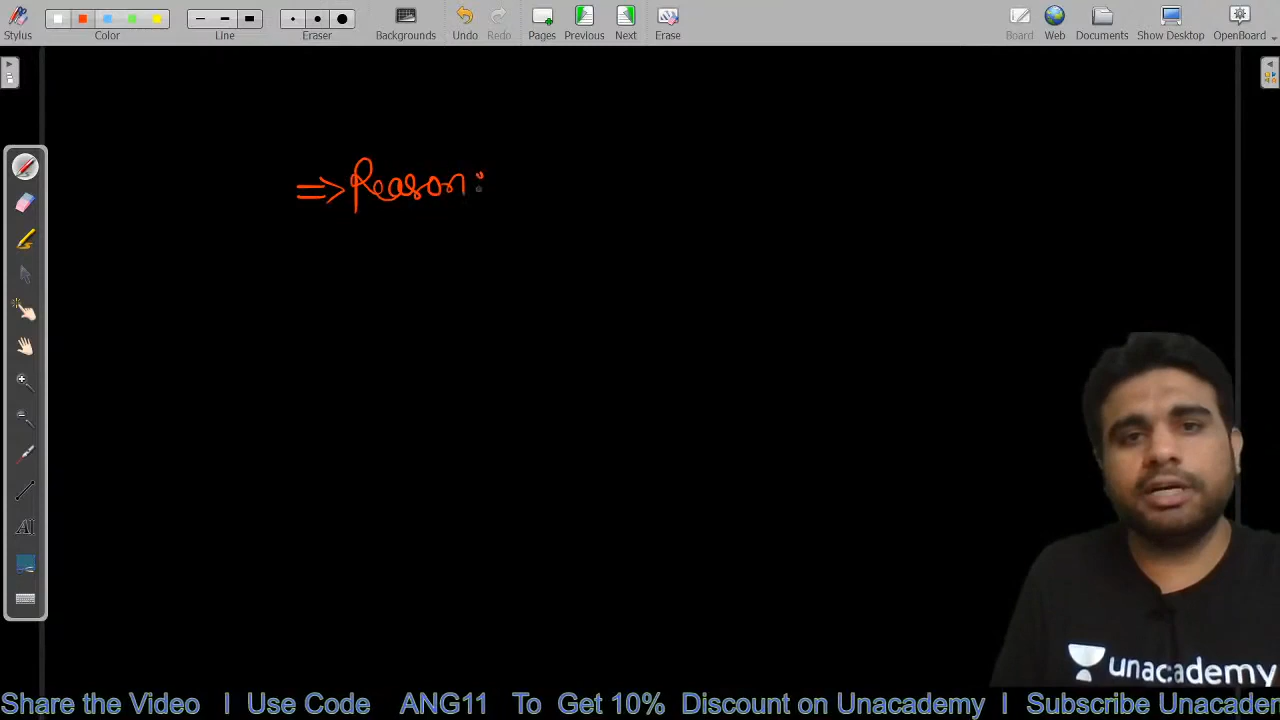 Stylus Color Line Eraser Backgrounds Undo Redo Pages Previous Next Erase Board Web Documents Show Desktop OpenBoard
=> Reason:
AI
unacademy
Share the Video I Use Code ANG11 To Get 10% Discount on Unacademy I Subscribe Unacader